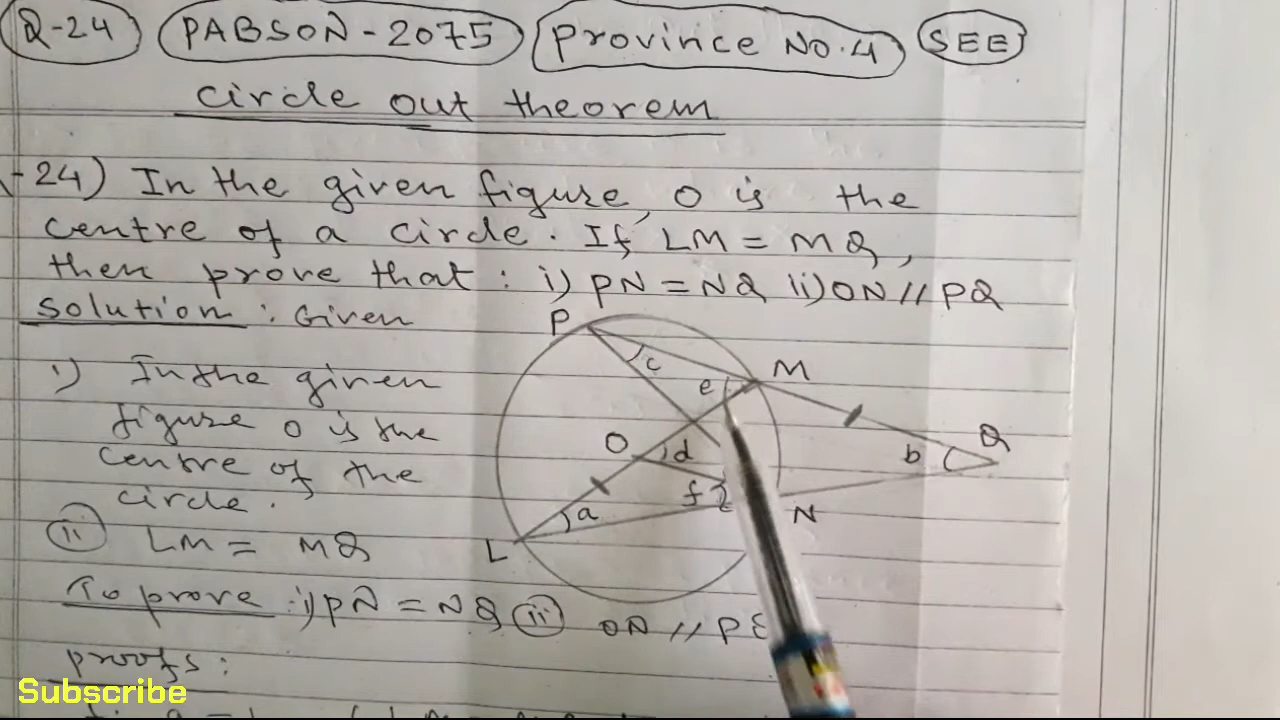 Q-24 PABSON-2075 Province No.4 SEE
circle out theorem
-24) In the given figure, O is the
centre of a circle. If LM = MQ,
then prove that: i) PN = NQ ii) ON // PQ
Solution: Given
i) In the given
figure O is the
centre of the
circle.
ii) LM = MQ
To prove: i) PN = NQ ii) ON // P
proofs:
P
M
c
e
O
d
Q
b
f
a
N
L
Subscribe